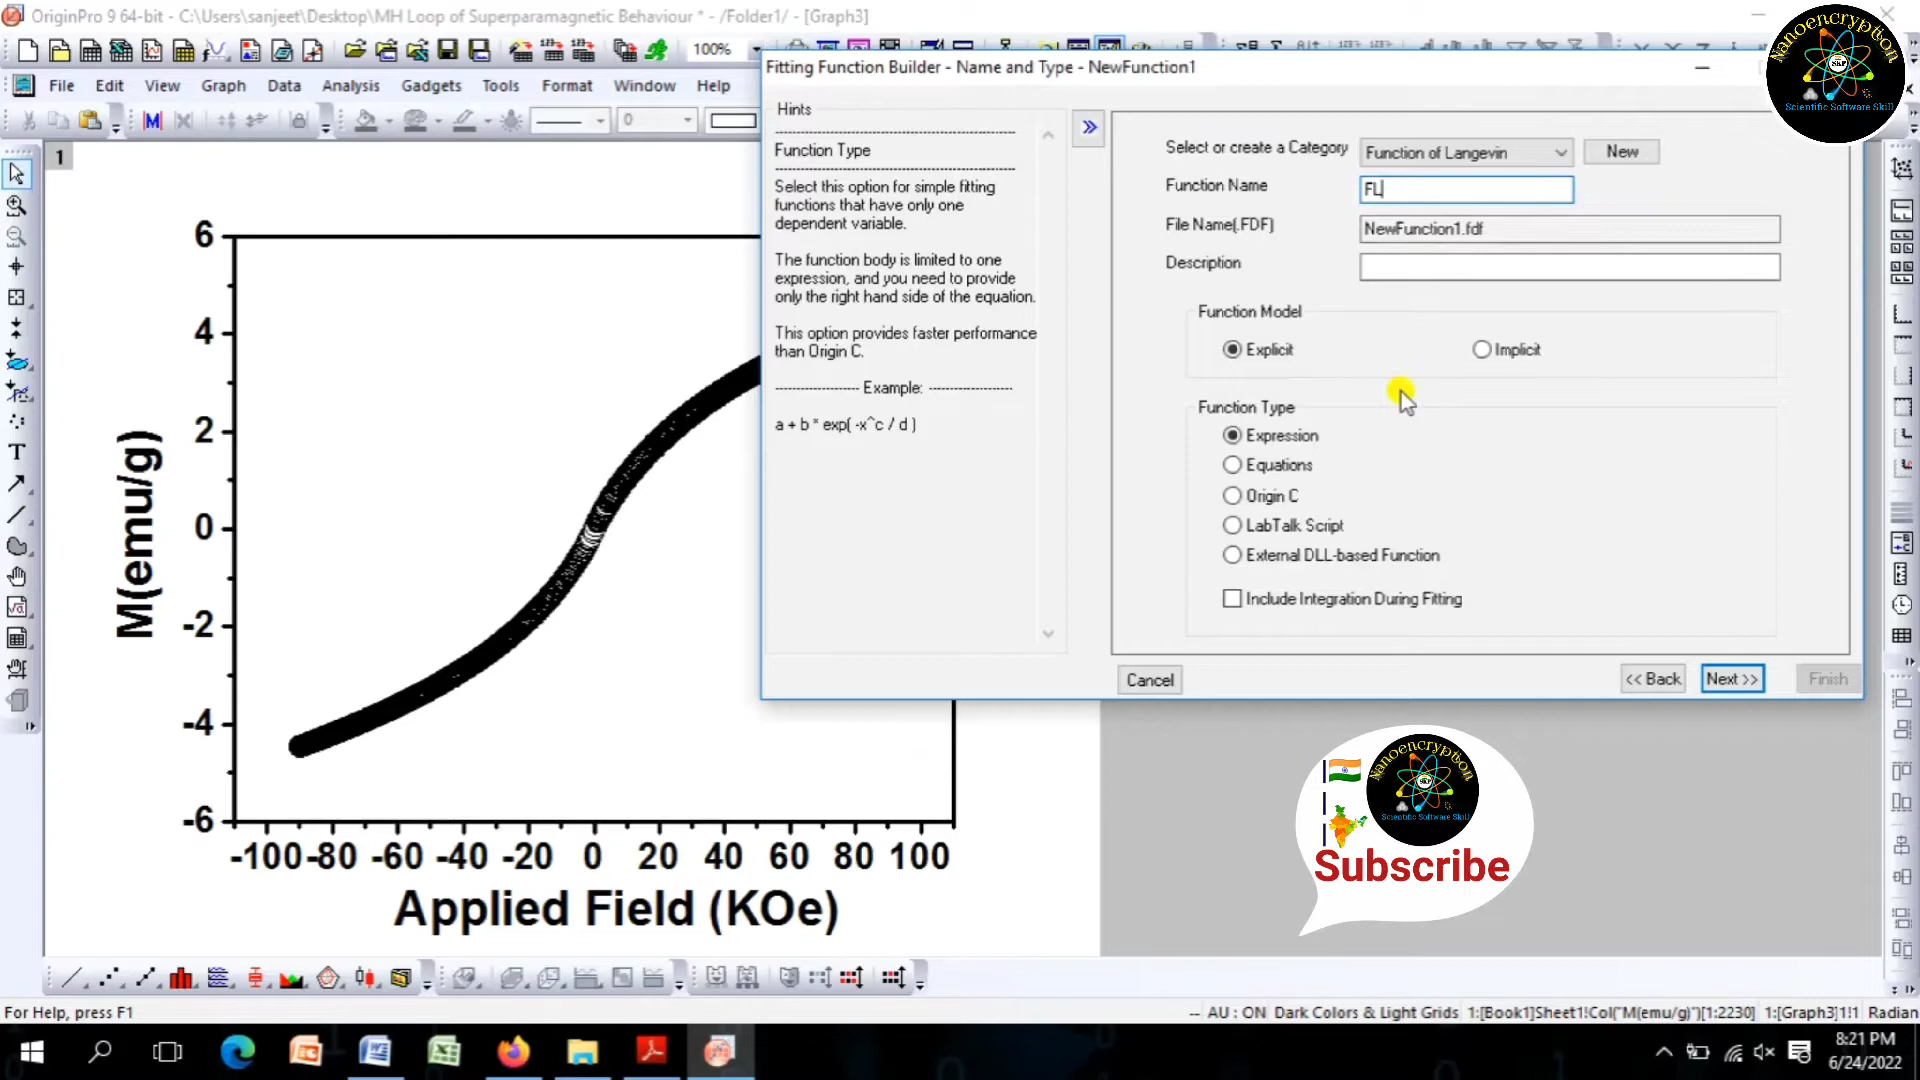 OriginPro 9 64-bit - C:\Users\sanjeet\Desktop\MH Loop of Superparamagnetic Behaviour * - /Folder1/ - [Graph3]
100%
File Edit View Graph Data Analysis Gadgets Tools Format Window Help
0
1
Fitting Function Builder - Name and Type - NewFunction1
Hints
Function Type
Select this option for simple fitting
functions that have only one
dependent variable.
The function body is limited to one
expression, and you need to provide
only the right hand side of the equation.
This option provides faster performance
than Origin C.
-------------------- Example: --------------------
a + b * exp( -x^c / d )
Select or create a Category Function of Langevin New
Function Name FL
File Name(.FDF) NewFunction1.fdf
Description
Function Model
Explicit Implicit
Function Type
Expression
Equations
Origin C
LabTalk Script
External DLL-based Function
Include Integration During Fitting
Cancel << Back Next >> Finish
Nanoencryption
SKP
Scientific Software Skill
6
4
2
0
-2
-4
-6
M(emu/g)
-100 -80 -60 -40 -20 0 20 40 60 80 100
Applied Field (KOe)
Nanoencryption
SKP
Scientific Software Skill
Subscribe
For Help, press F1
-- AU : ON Dark Colors & Light Grids 1:[Book1]Sheet1!Col("M(emu/g)")[1:2230] 1:[Graph3]1!1 Radian
8:21 PM
6/24/2022